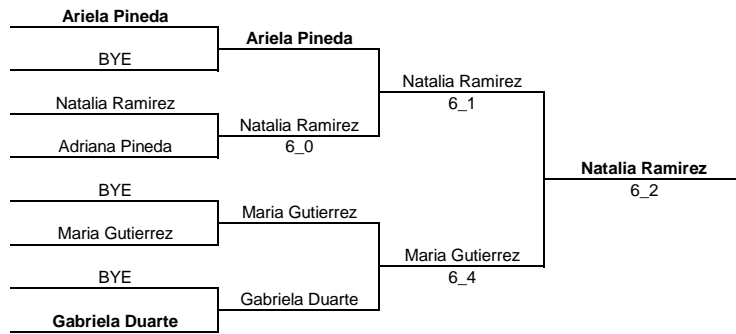 Ariela Pineda
Ariela Pineda
BYE
Natalia Ramirez
6_1
Natalia Ramirez
Natalia Ramirez
6_0
Adriana Pineda
Natalia Ramirez
6_2
BYE
Maria Gutierrez
Maria Gutierrez
Maria Gutierrez
6_4
BYE
Gabriela Duarte
Gabriela Duarte